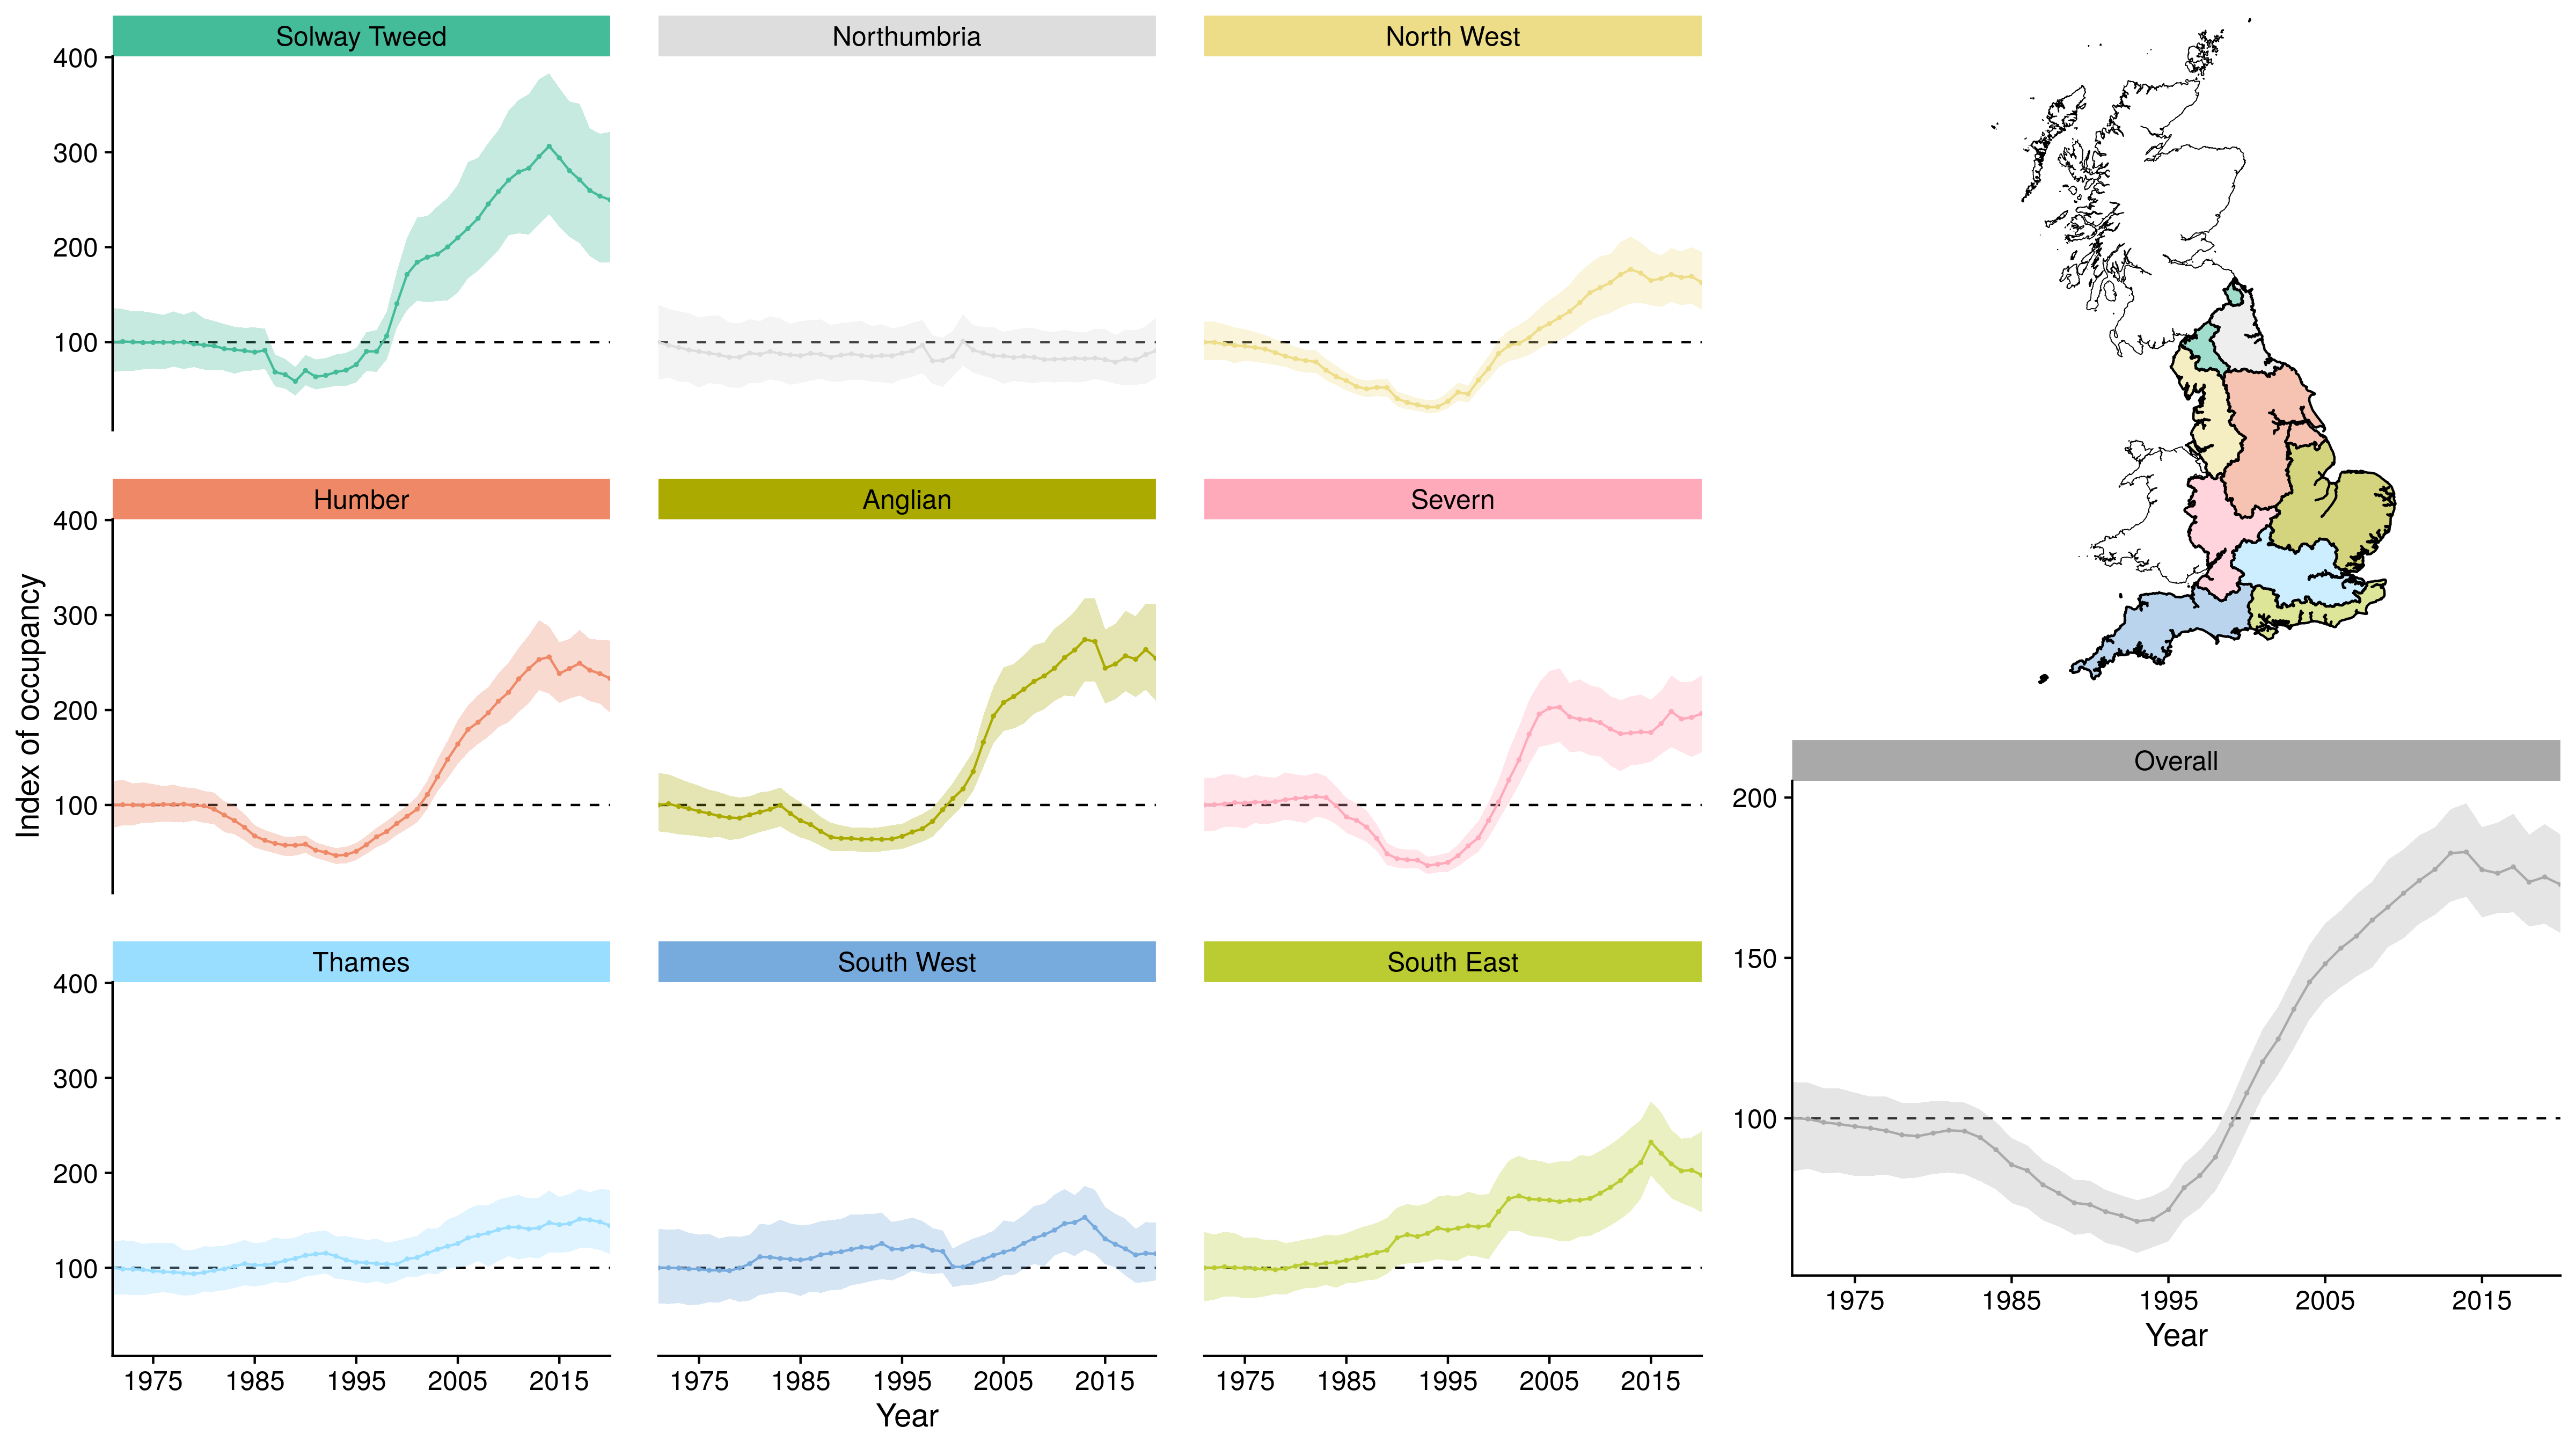 Solway Tweed
Northumbria
North West
400
300
200
100
Humber
Anglian
Severn
400
300
200
100
Index of occupancy
Thames
South West
South East
400
300
200
100
1975 1985 1995 2005 2015
1975 1985 1995 2005 2015
1975 1985 1995 2005 2015
Year
Overall
200
150
100
1975 1985 1995 2005 2015
Year